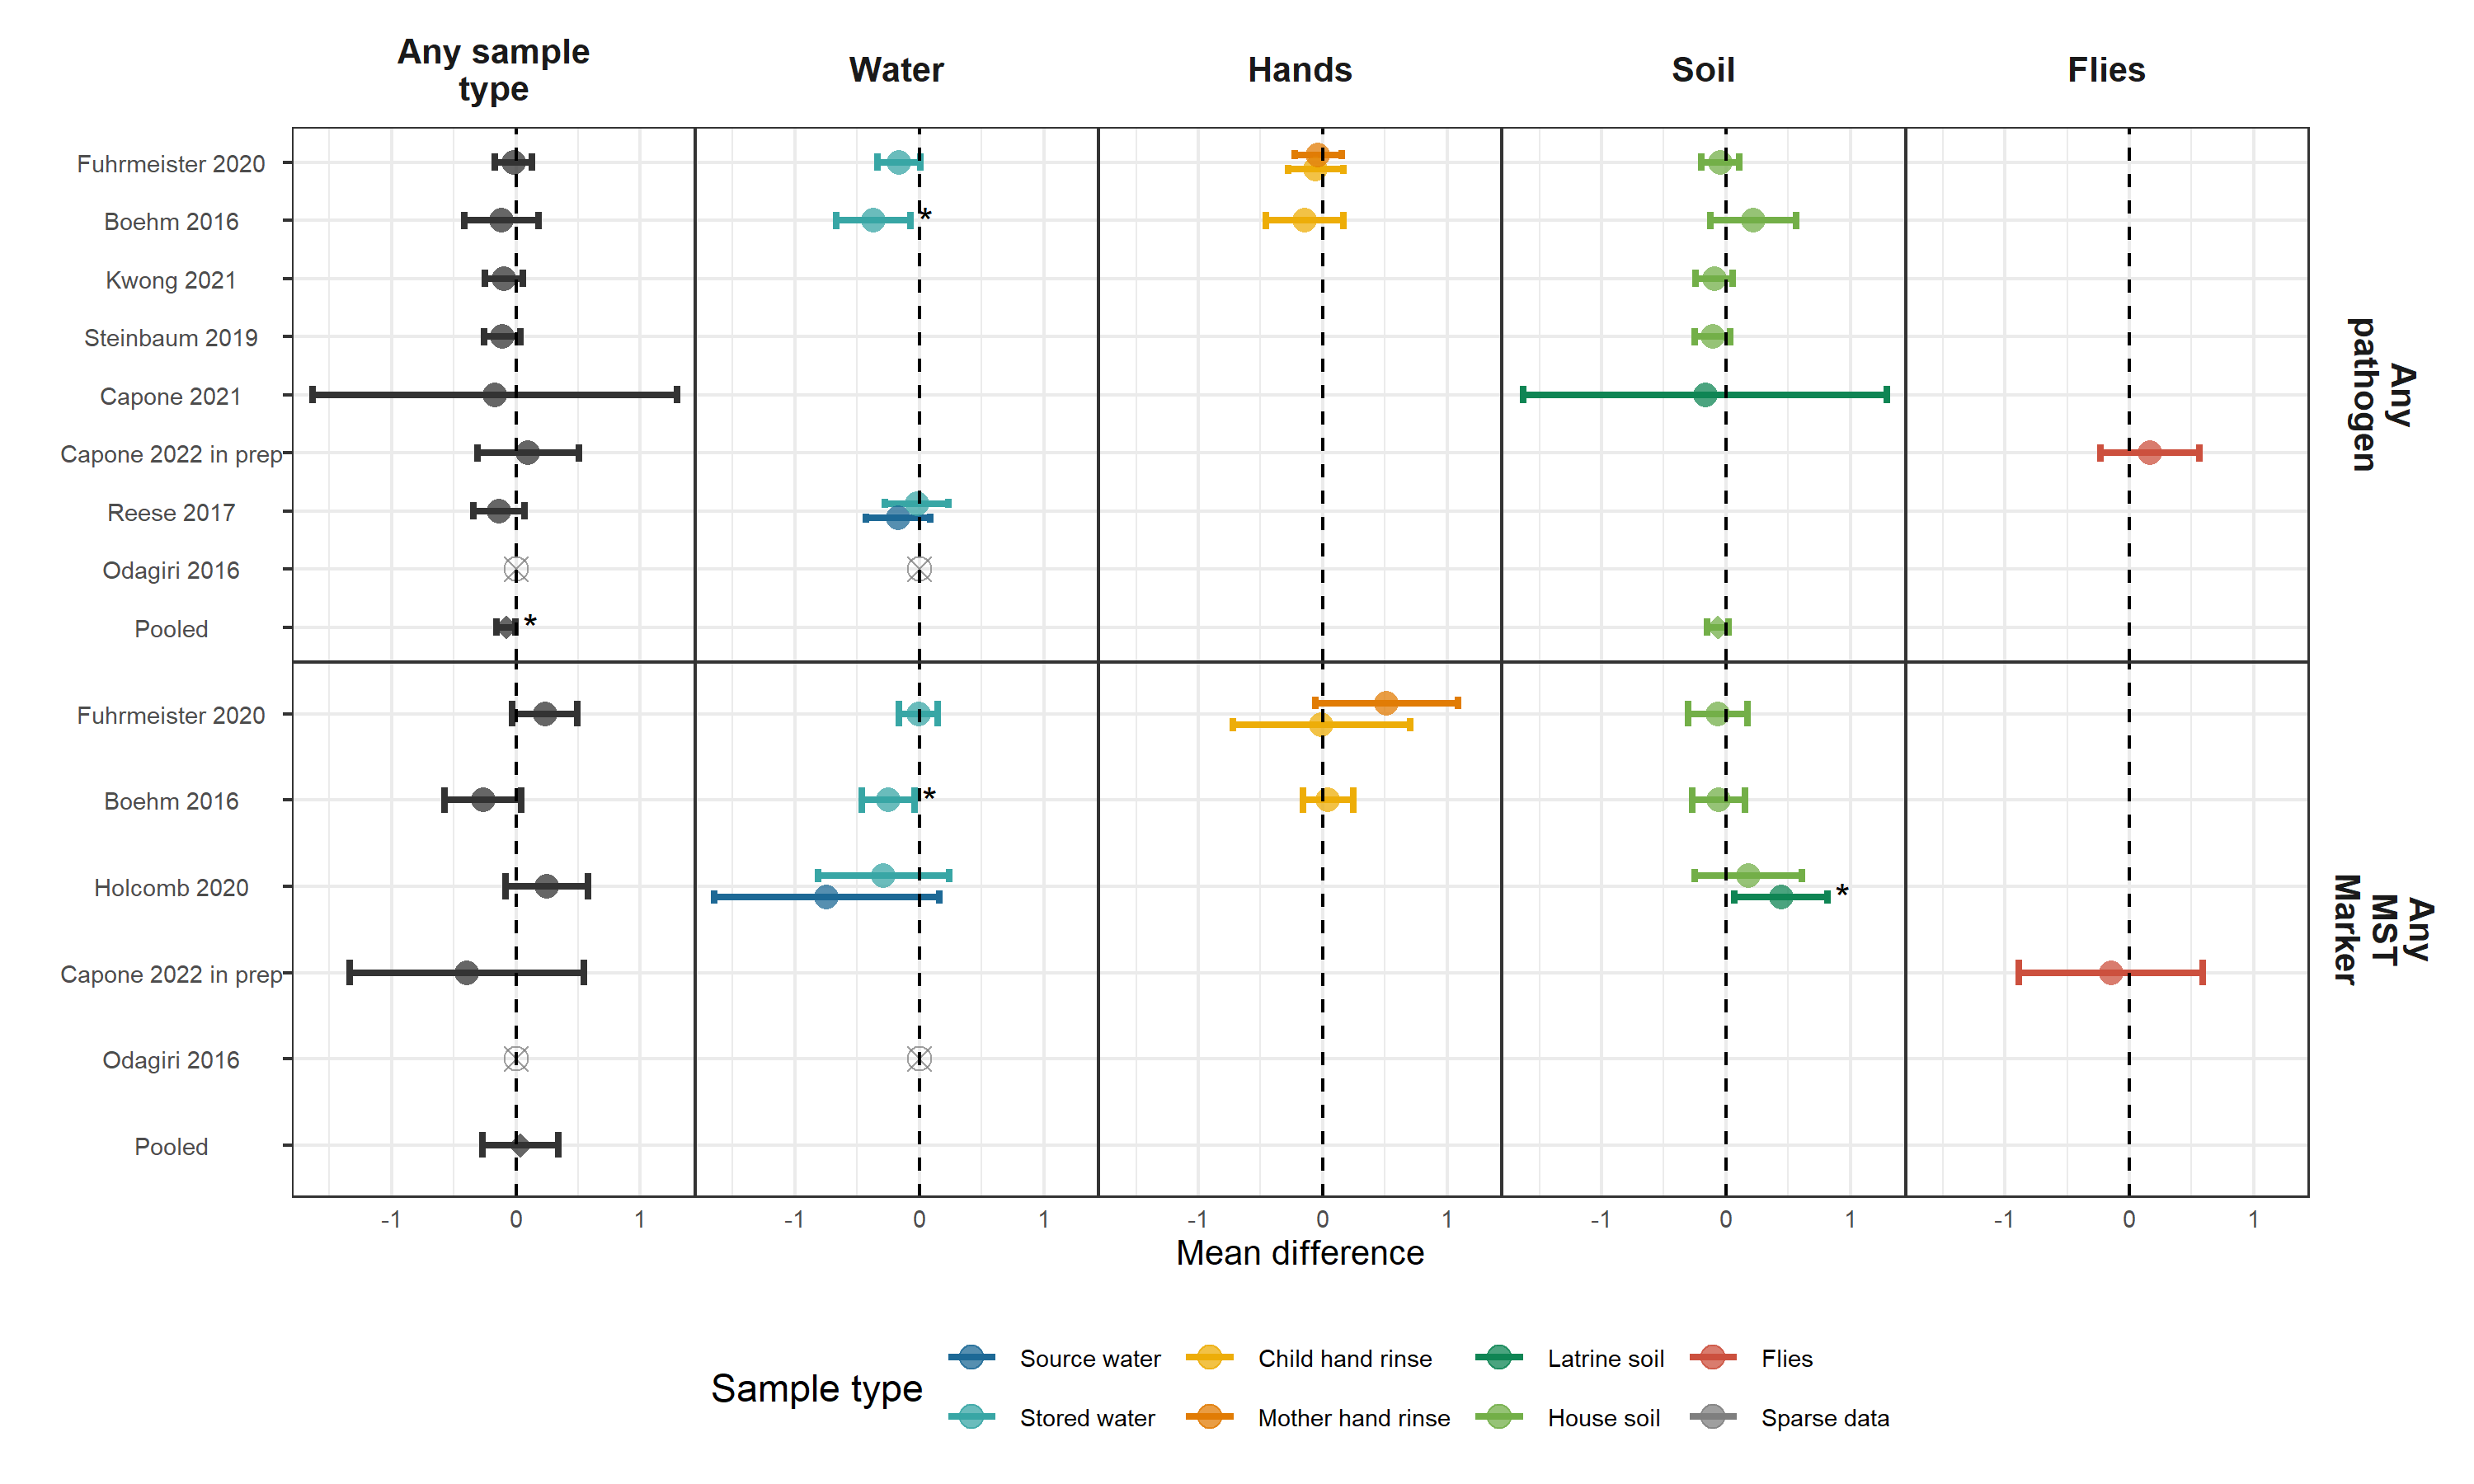 Any sample
type
Water
Hands
Soil
Flies
Fuhrmeister 2020
Boehm 2016
*
Kwong 2021
Steinbaum 2019
Capone 2021
Capone 2022 in prep
Reese 2017
Odagiri 2016
Pooled
*
Any
pathogen
Fuhrmeister 2020
Boehm 2016
*
Holcomb 2020
*
Capone 2022 in prep
Odagiri 2016
Pooled
Any
MST
Marker
-1 0 1 -1 0 1 -1 0 1 -1 0 1 -1 0 1
Mean difference
Sample type
Source water Child hand rinse Latrine soil Flies
Stored water Mother hand rinse House soil Sparse data